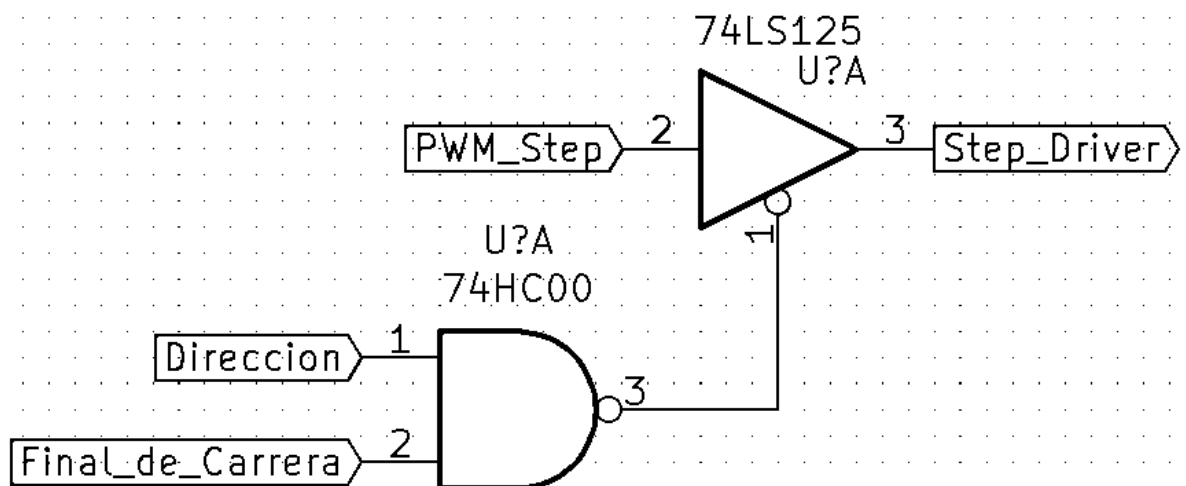 74LS125
U?A
PWM_Step
2
3
Step_Driver
1
U?A
74HC00
Direccion
1
3
Final_de_Carrera
2